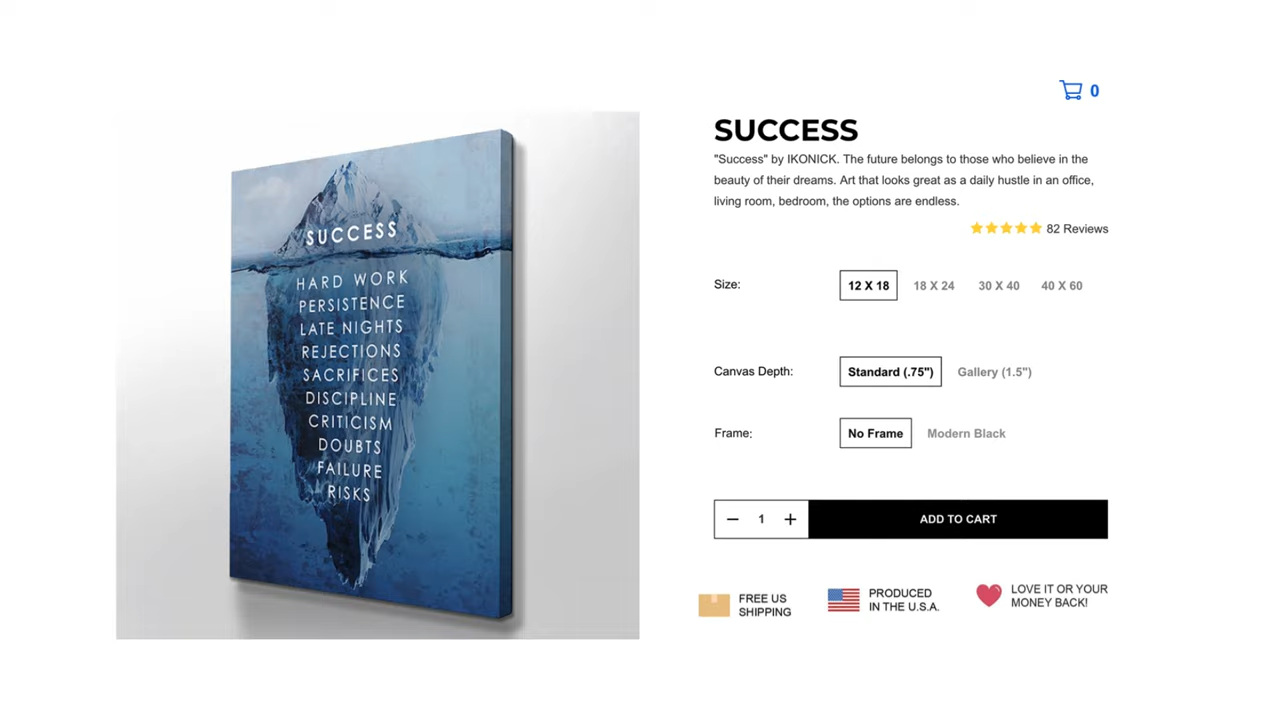 0
SUCCESS
"Success" by IKONICK. The future belongs to those who believe in the
beauty of their dreams. Art that looks great as a daily hustle in an office,
living room, bedroom, the options are endless.
82 Reviews
Size:
12 X 18
18 X 24
30 X 40
40 X 60
Canvas Depth:
Standard (.75")
Gallery (1.5")
Frame:
No Frame
Modern Black
1
ADD TO CART
FREE US
SHIPPING
PRODUCED
IN THE U.S.A.
LOVE IT OR YOUR
MONEY BACK!
SUCCESS
HARD WORK
PERSISTENCE
LATE NIGHTS
REJECTIONS
SACRIFICES
DISCIPLINE
CRITICISM
DOUBTS
FAILURE
RISKS